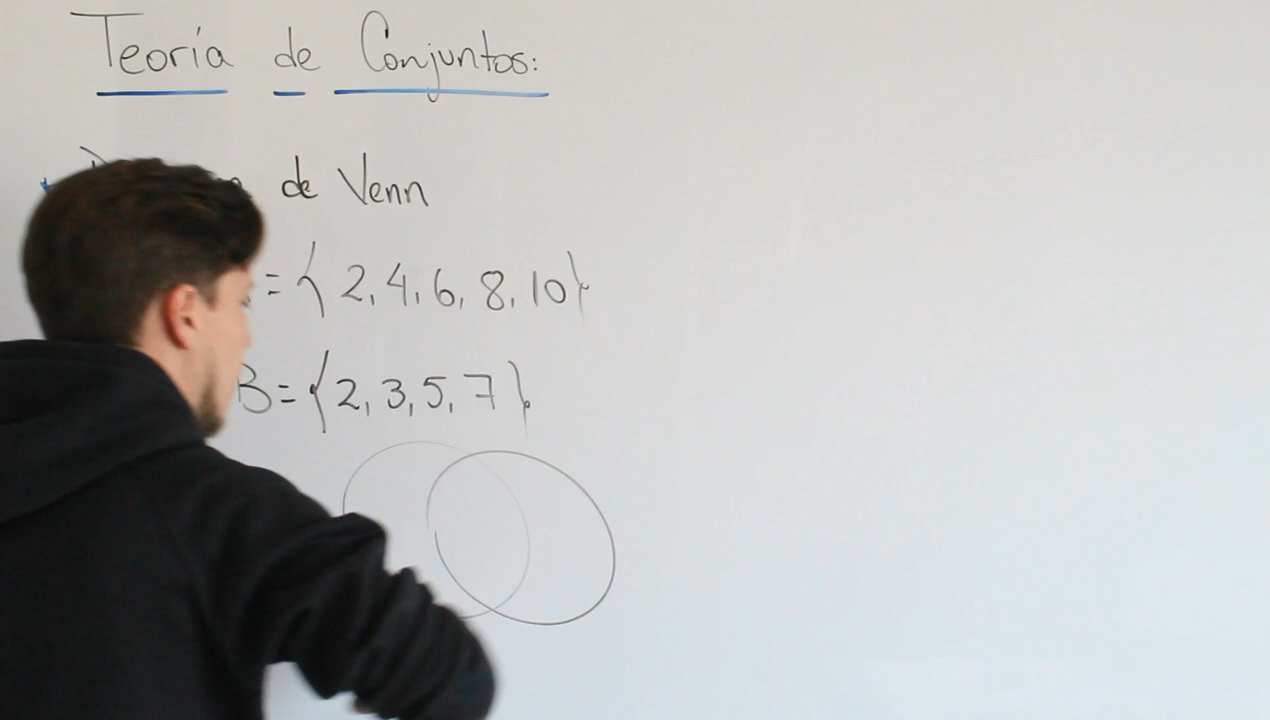 Teoría de Conjuntos:
de Venn
= { 2, 4, 6, 8, 10 }
B = { 2, 3, 5, 7 }